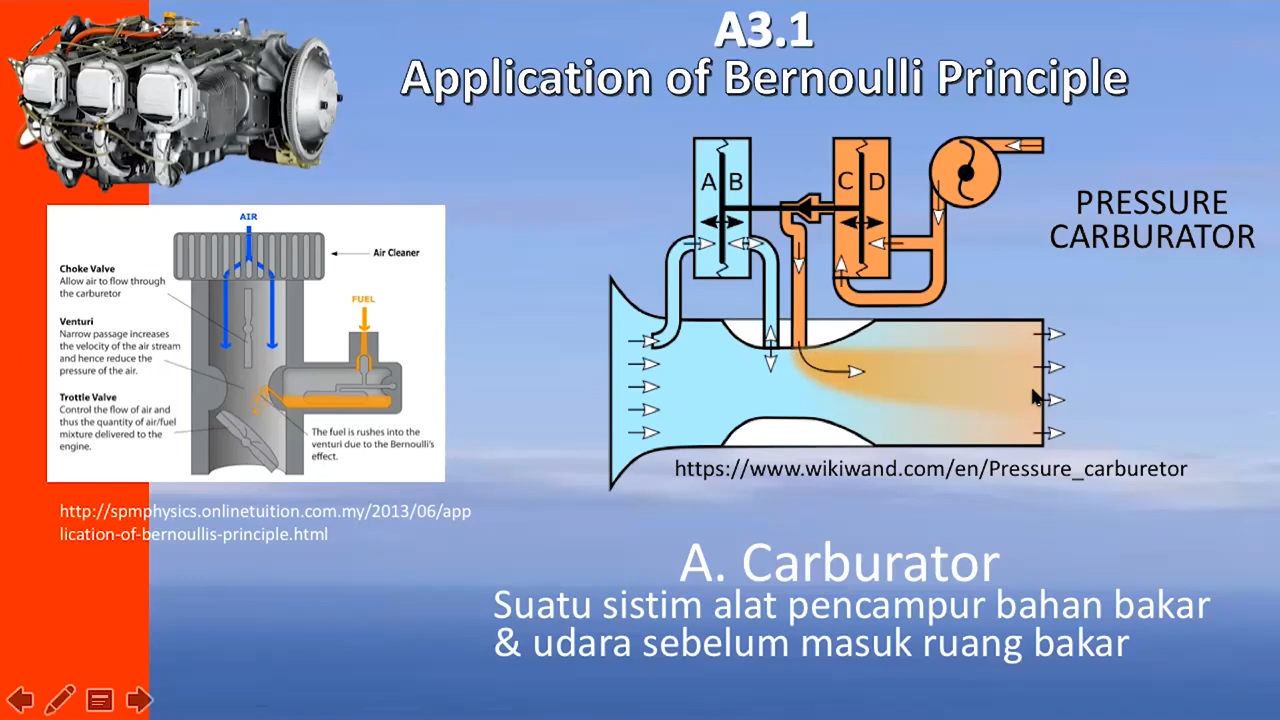 A3.1
Application of Bernoulli Principle
AIR
Air Cleaner
Choke Valve
Allow air to flow through
the carburetor
FUEL
Venturi
Narrow passage increases
the velocity of the air stream
and hence reduce the
pressure of the air.
Trottle Valve
Control the flow of air and
thus the quantity of air/fuel
mixture delivered to the
engine.
The fuel is rushes into the
venturi due to the Bernoulli's
effect.
http://spmphysics.onlinetuition.com.my/2013/06/app
lication-of-bernoullis-principle.html
A B
C D
PRESSURE
CARBURATOR
https://www.wikiwand.com/en/Pressure_carburetor
A. Carburator
Suatu sistim alat pencampur bahan bakar
& udara sebelum masuk ruang bakar